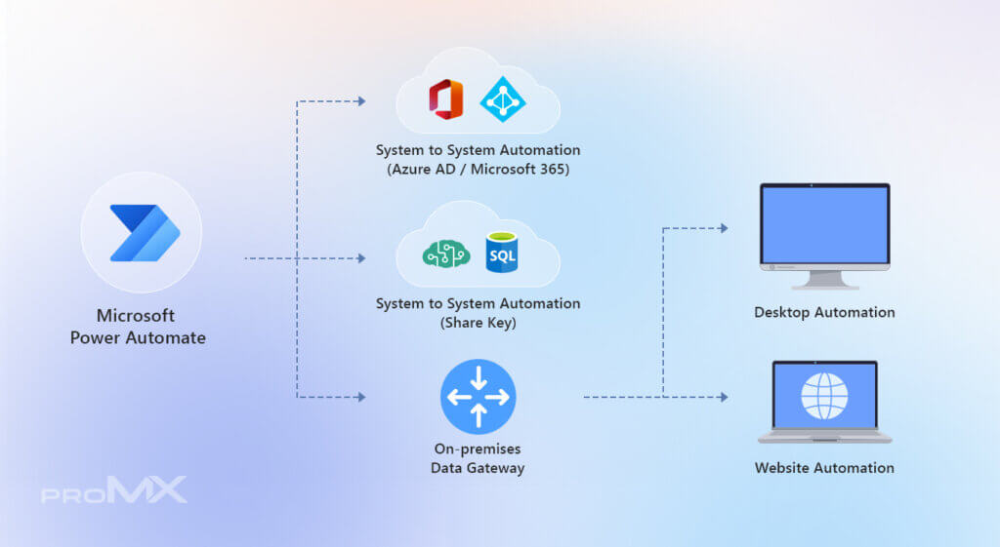 System to System Automation
(Azure AD / Microsoft 365)
Microsoft
Power Automate
SQL
System to System Automation
(Share Key)
Desktop Automation
On-premises
Data Gateway
Website Automation
PROMX